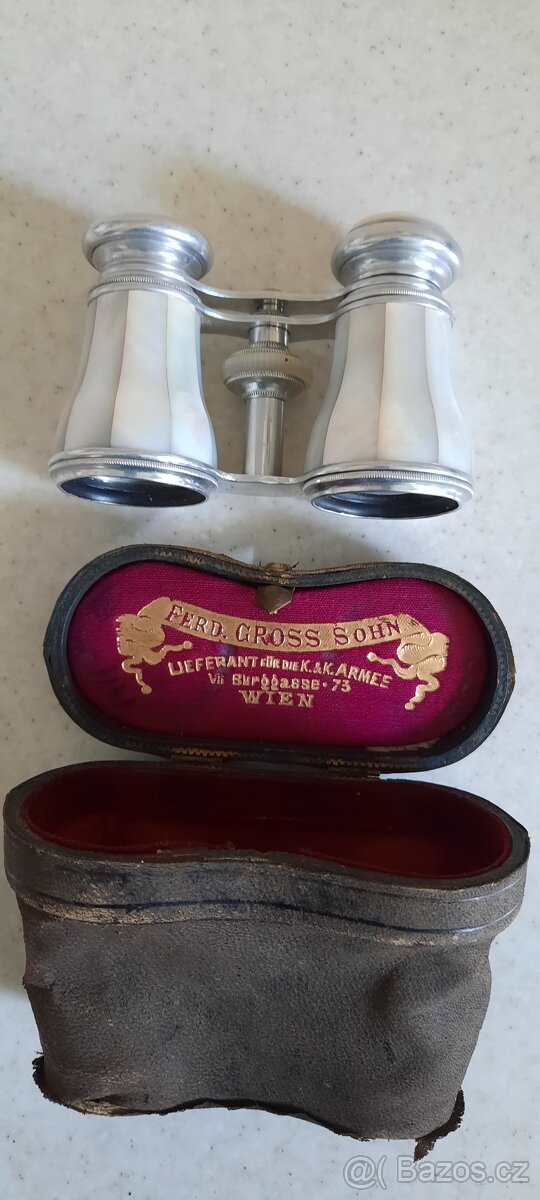 FERD. GROSS SOHN
LIEFERANT FÜR DIE K. & K. ARMEE
VII Burggasse · 73
WIEN
@ Bazos.cz